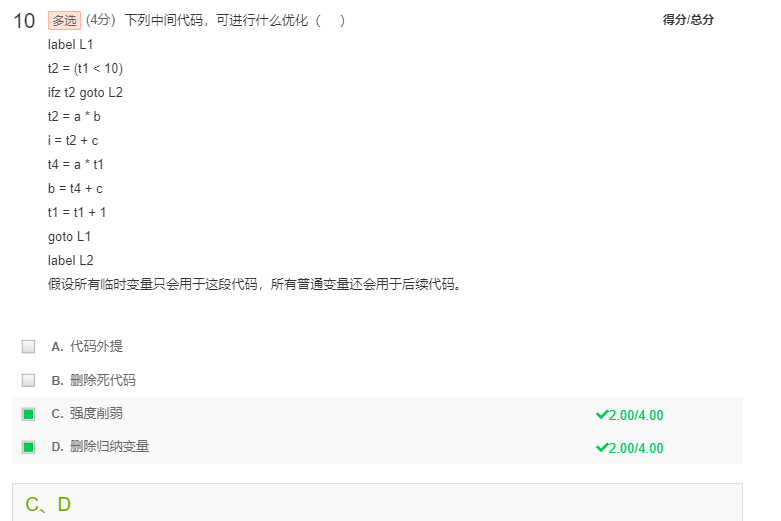 10 多选 (4分) 下列中间代码，可进行什么优化（ ） 得分/总分
label L1
t2 = (t1 < 10)
ifz t2 goto L2
t2 = a * b
i = t2 + c
t4 = a * t1
b = t4 + c
t1 = t1 + 1
goto L1
label L2
假设所有临时变量只会用于这段代码，所有普通变量还会用于后续代码。
A. 代码外提
B. 删除死代码
C. 强度削弱 2.00/4.00
D. 删除归纳变量 2.00/4.00
C、D